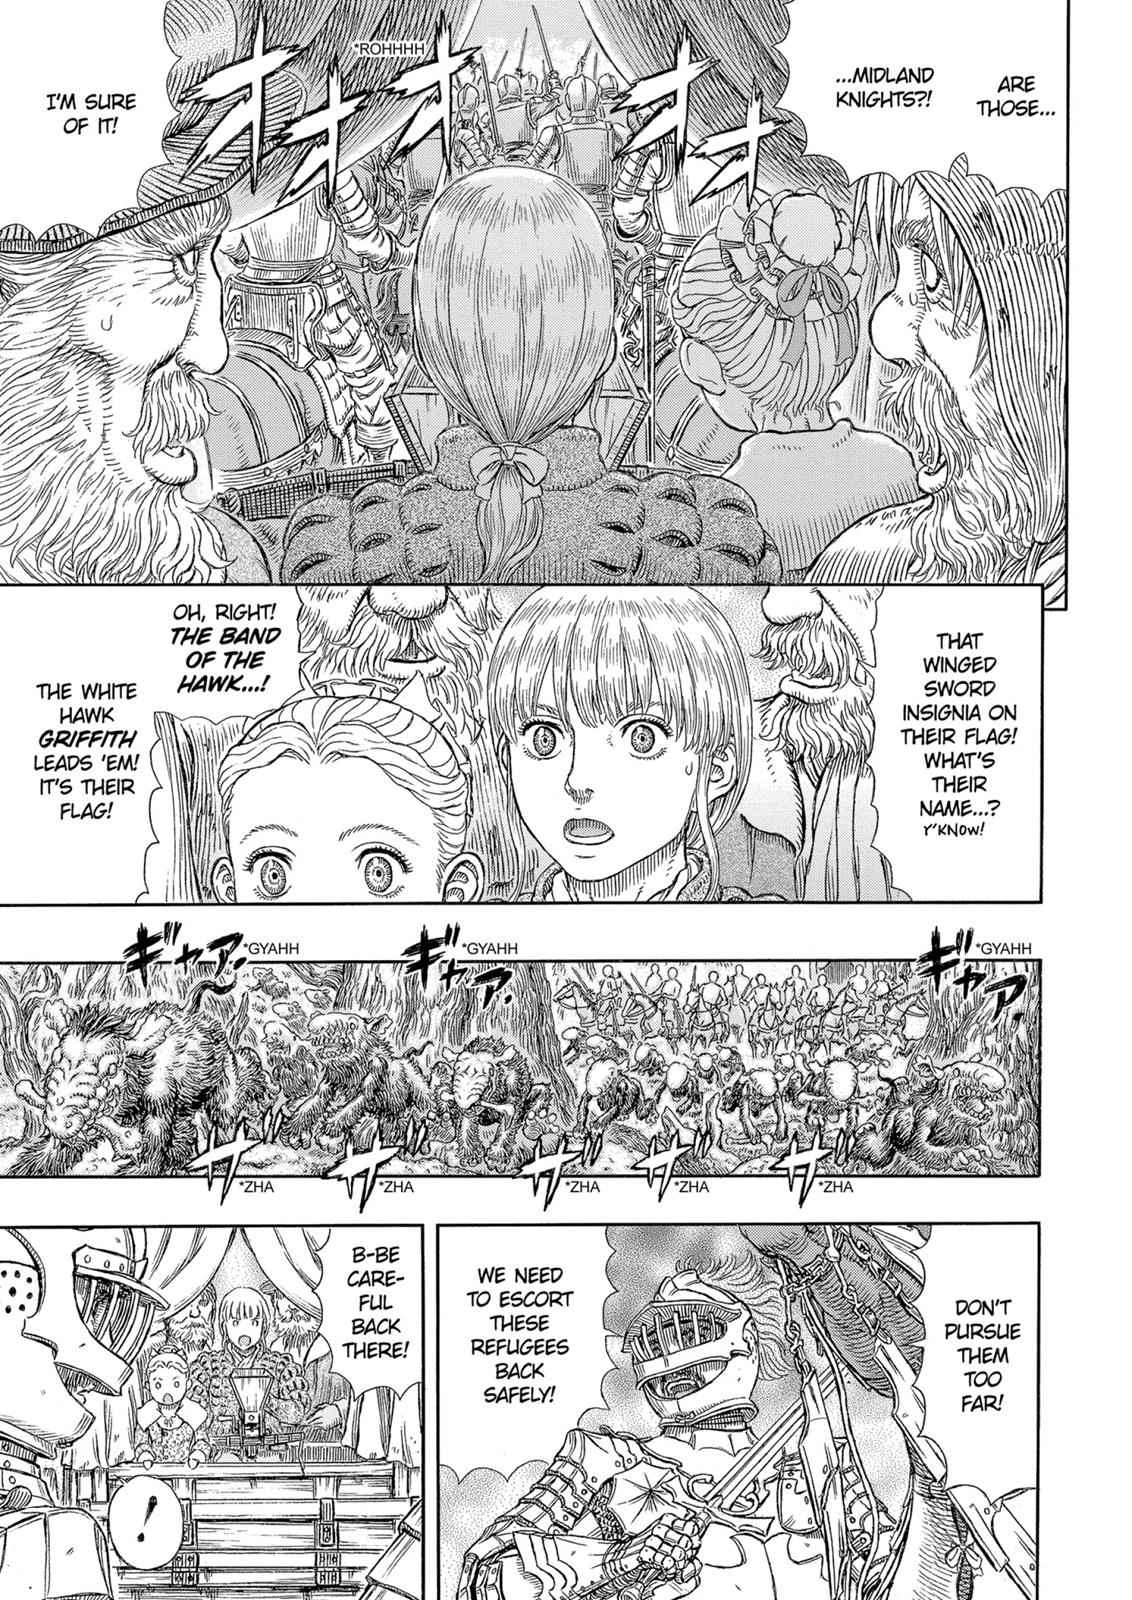 ARE
THOSE...
...MIDLAND
KNIGHTS?!
*ROHHHH
オオオオオ
I'M SURE
OF IT!
THAT
WINGED
SWORD
INSIGNIA ON
THEIR FLAG!
WHAT'S
THEIR
NAME...?
Y'KNOW!
OH, RIGHT!
THE BAND
OF THE
HAWK...!
THE WHITE
HAWK
GRIFFITH
LEADS 'EM!
IT'S THEIR
FLAG!
ギャア
*GYAHH
ギャア
*GYAHH
ギャア
*GYAHH
ザ
*ZHA
ザ
*ZHA
ザ
*ZHA
ザ
*ZHA
ザ
*ZHA
DON'T
PURSUE
THEM
TOO
FAR!
WE NEED
TO ESCORT
THESE
REFUGEES
BACK
SAFELY!
B-BE
CARE-
FUL
BACK
THERE!
!